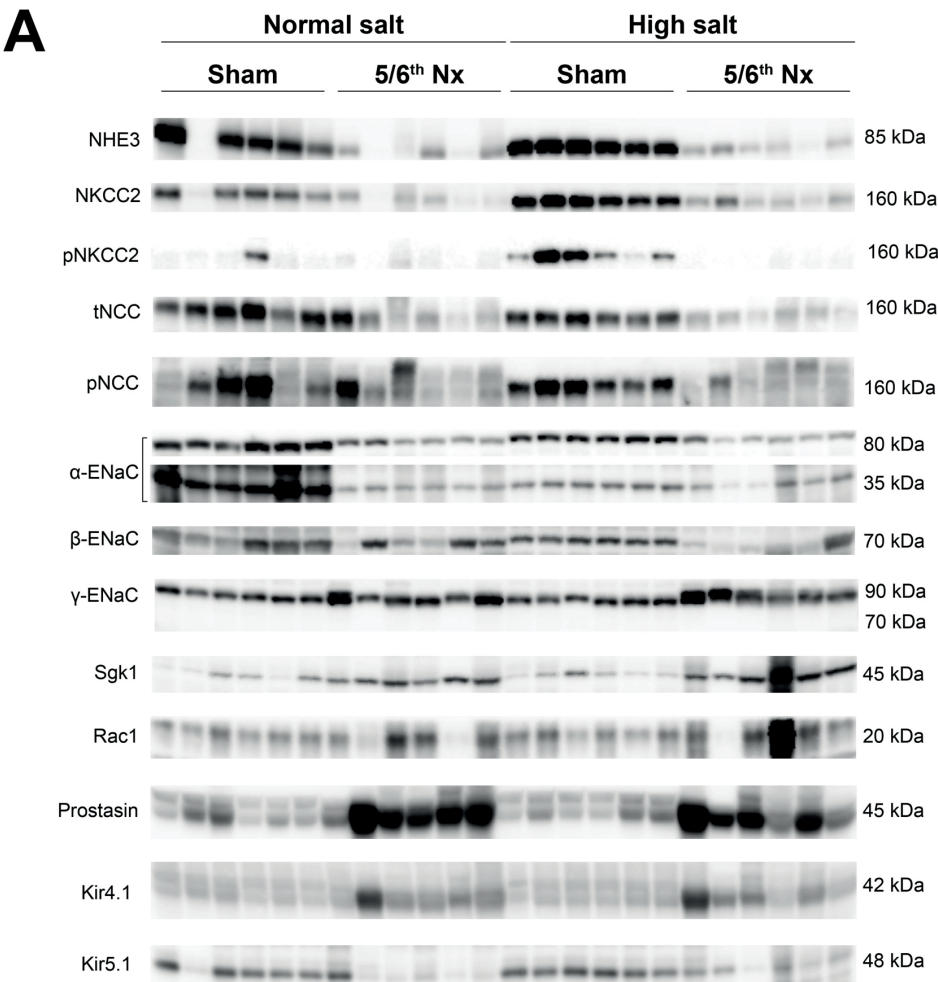 A
Normal salt High salt
Sham 5/6th Nx Sham 5/6th Nx
NHE3 85 kDa
NKCC2 160 kDa
pNKCC2 160 kDa
tNCC 160 kDa
pNCC 160 kDa
80 kDa
α-ENaC
35 kDa
β-ENaC 70 kDa
γ-ENaC 90 kDa
70 kDa
Sgk1 45 kDa
Rac1 20 kDa
Prostasin 45 kDa
Kir4.1 42 kDa
Kir5.1 48 kDa